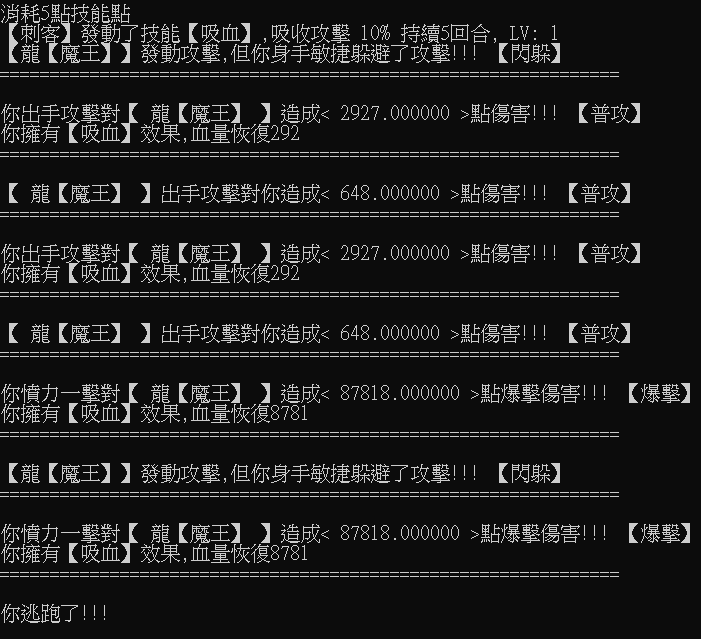 消耗5點技能點
【刺客】發動了技能【吸血】,吸收攻擊 10% 持續5回合, LV: 1
【龍【魔王】】發動攻擊,但你身手敏捷躲避了攻擊!!! 【閃躲】
==============================================================
你出手攻擊對【 龍【魔王】 】造成< 2927.000000 >點傷害!!! 【普攻】
你擁有【吸血】效果,血量恢復292
==============================================================
【 龍【魔王】 】出手攻擊對你造成< 648.000000 >點傷害!!! 【普攻】
==============================================================
你出手攻擊對【 龍【魔王】 】造成< 2927.000000 >點傷害!!! 【普攻】
你擁有【吸血】效果,血量恢復292
==============================================================
【 龍【魔王】 】出手攻擊對你造成< 648.000000 >點傷害!!! 【普攻】
==============================================================
你憤力一擊對【 龍【魔王】 】造成< 87818.000000 >點爆擊傷害!!! 【爆擊】
你擁有【吸血】效果,血量恢復8781
==============================================================
【龍【魔王】】發動攻擊,但你身手敏捷躲避了攻擊!!! 【閃躲】
==============================================================
你憤力一擊對【 龍【魔王】 】造成< 87818.000000 >點爆擊傷害!!! 【爆擊】
你擁有【吸血】效果,血量恢復8781
==============================================================
你逃跑了!!!